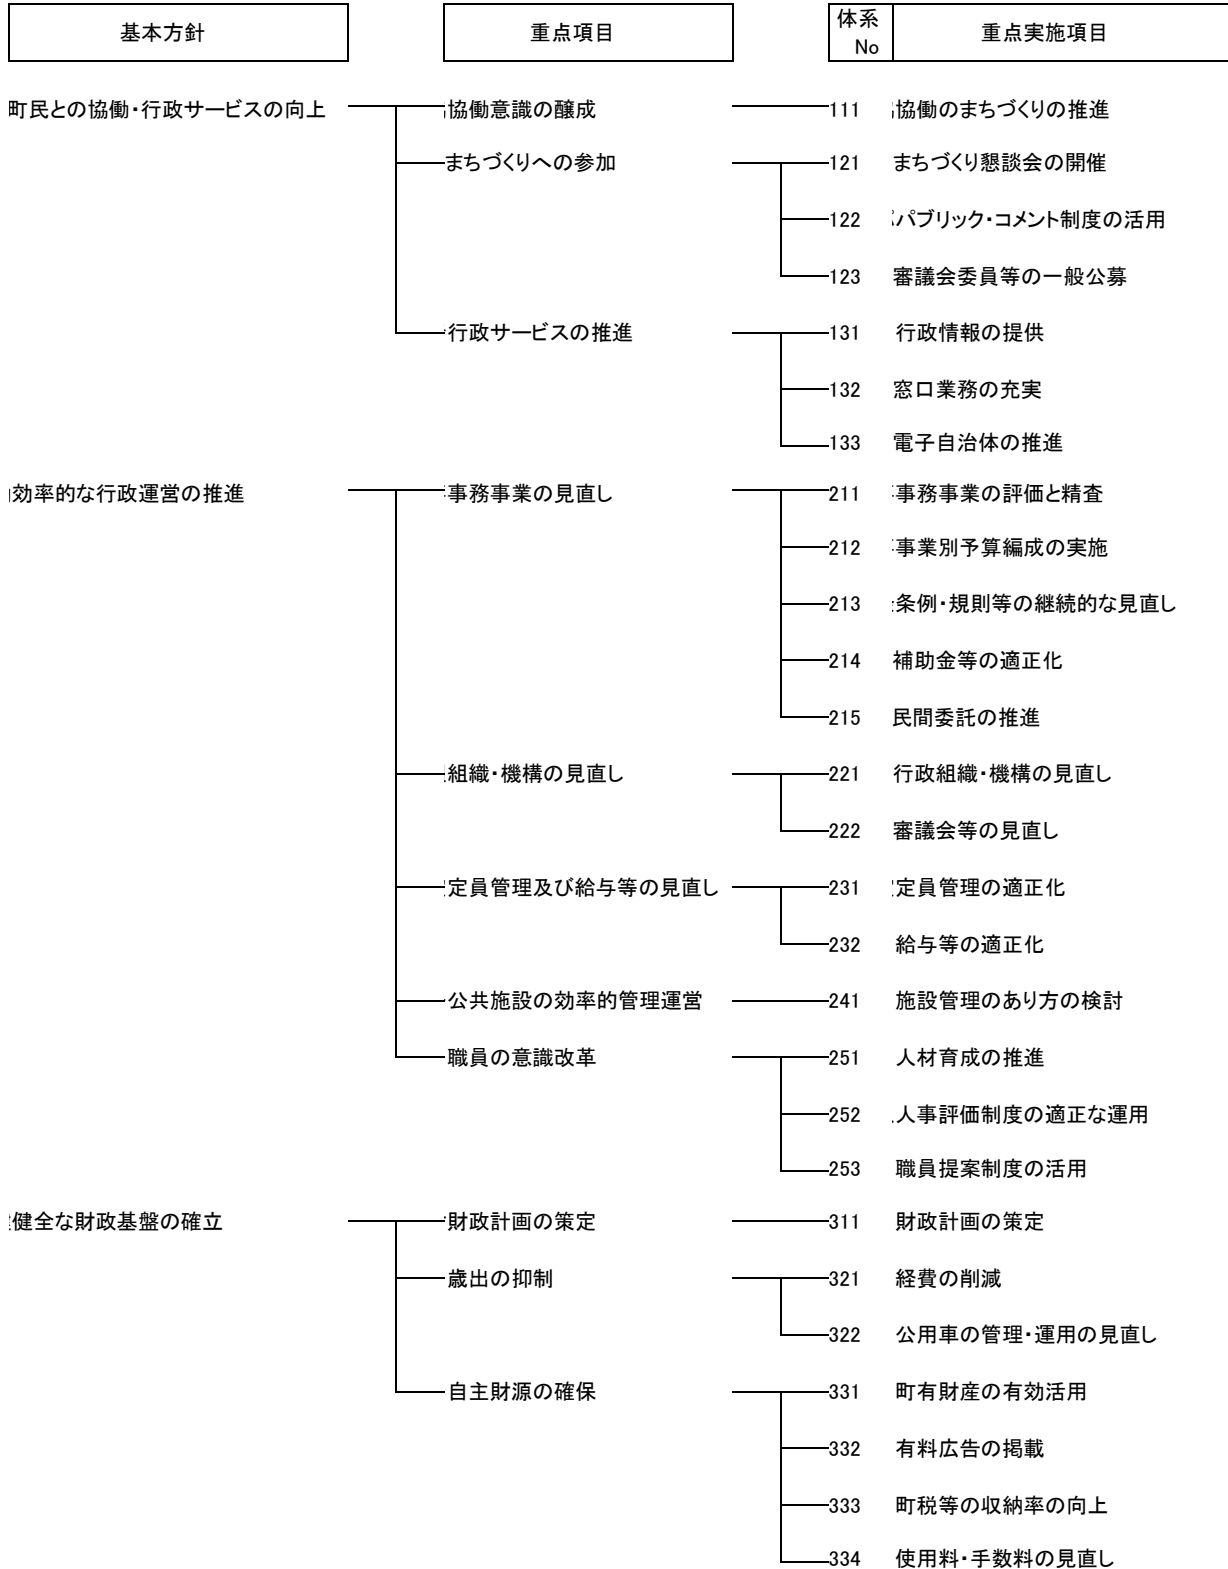 基本方針 重点項目 体系No 重点実施項目
町民との協働・行政サービスの向上 協働意識の醸成 111 協働のまちづくりの推進
まちづくりへの参加 121 まちづくり懇談会の開催
122 パブリック・コメント制度の活用
123 審議会委員等の一般公募
行政サービスの推進 131 行政情報の提供
132 窓口業務の充実
133 電子自治体の推進
効率的な行政運営の推進 事務事業の見直し 211 事務事業の評価と精査
212 事業別予算編成の実施
213 条例・規則等の継続的な見直し
214 補助金等の適正化
215 民間委託の推進
組織・機構の見直し 221 行政組織・機構の見直し
222 審議会等の見直し
定員管理及び給与等の見直し 231 定員管理の適正化
232 給与等の適正化
公共施設の効率的管理運営 241 施設管理のあり方の検討
職員の意識改革 251 人材育成の推進
252 人事評価制度の適正な運用
253 職員提案制度の活用
健全な財政基盤の確立 財政計画の策定 311 財政計画の策定
歳出の抑制 321 経費の削減
322 公用車の管理・運用の見直し
自主財源の確保 331 町有財産の有効活用
332 有料広告の掲載
333 町税等の収納率の向上
334 使用料・手数料の見直し